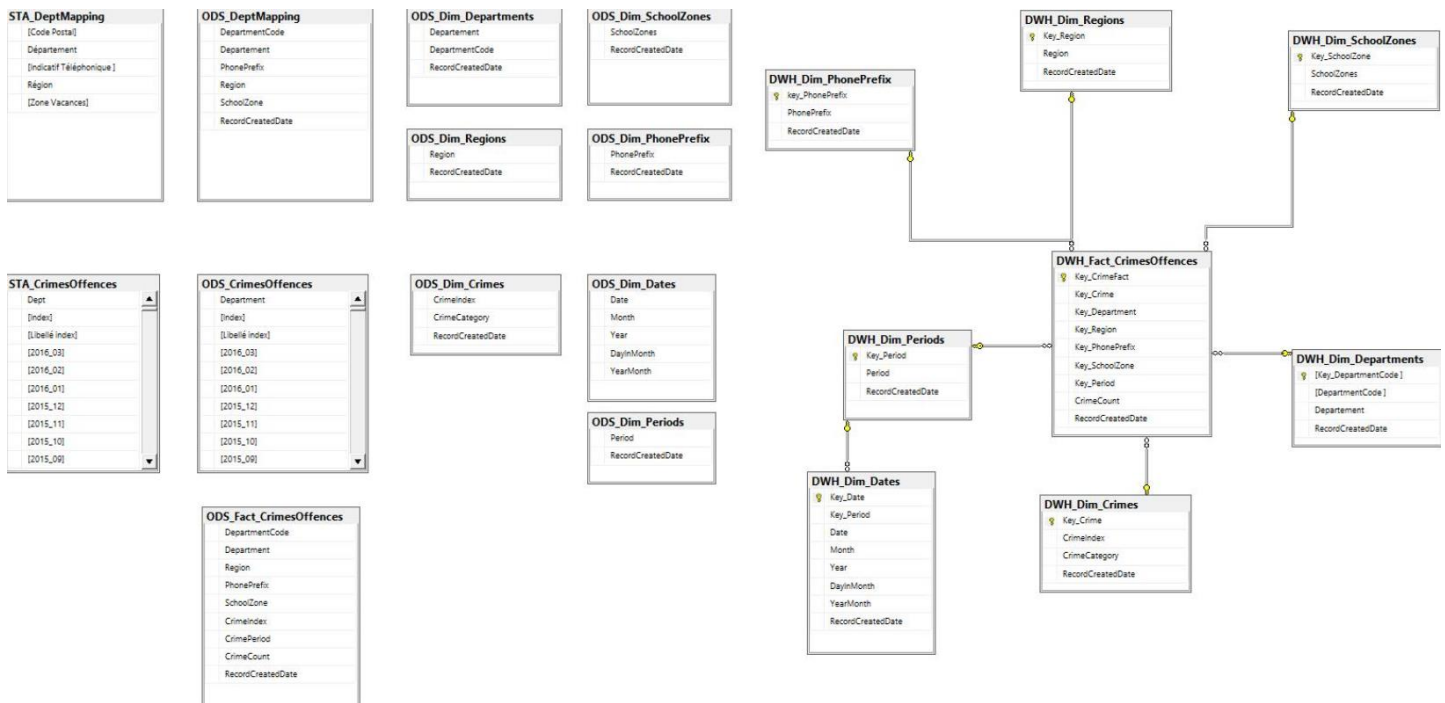 STA_DeptMapping
[Code Postal]
Département
[Indicatif Téléphonique ]
Région
[Zone Vacances]
ODS_DeptMapping
DepartmentCode
Departement
PhonePrefix
Region
SchoolZone
RecordCreatedDate
ODS_Dim_Departments
Departement
DepartmentCode
RecordCreatedDate
ODS_Dim_SchoolZones
SchoolZones
RecordCreatedDate
ODS_Dim_Regions
Region
RecordCreatedDate
ODS_Dim_PhonePrefix
PhonePrefix
RecordCreatedDate
STA_CrimesOffences
Dept
[Index]
[Libellé index]
[2016_03]
[2016_02]
[2016_01]
[2015_12]
[2015_11]
[2015_10]
[2015_09]
ODS_CrimesOffences
Department
[Index]
[Libellé index]
[2016_03]
[2016_02]
[2016_01]
[2015_12]
[2015_11]
[2015_10]
[2015_09]
ODS_Dim_Crimes
CrimeIndex
CrimeCategory
RecordCreatedDate
ODS_Dim_Dates
Date
Month
Year
DayInMonth
YearMonth
ODS_Dim_Periods
Period
RecordCreatedDate
ODS_Fact_CrimesOffences
DepartmentCode
Department
Region
PhonePrefix
SchoolZone
CrimeIndex
CrimePeriod
CrimeCount
RecordCreatedDate
DWH_Dim_PhonePrefix
key_PhonePrefix
PhonePrefix
RecordCreatedDate
DWH_Dim_Regions
Key_Region
Region
RecordCreatedDate
DWH_Dim_SchoolZones
Key_SchoolZone
SchoolZones
RecordCreatedDate
DWH_Fact_CrimesOffences
Key_CrimeFact
Key_Crime
Key_Department
Key_Region
Key_PhonePrefix
Key_SchoolZone
Key_Period
CrimeCount
RecordCreatedDate
DWH_Dim_Periods
Key_Period
Period
RecordCreatedDate
DWH_Dim_Departments
[Key_DepartmentCode ]
[DepartmentCode ]
Departement
RecordCreatedDate
DWH_Dim_Dates
Key_Date
Key_Period
Date
Month
Year
DayInMonth
YearMonth
RecordCreatedDate
DWH_Dim_Crimes
Key_Crime
CrimeIndex
CrimeCategory
RecordCreatedDate